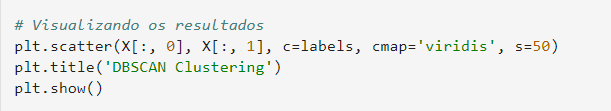 # Visualizando os resultados
plt.scatter(X[:, 0], X[:, 1], c=labels, cmap='viridis', s=50)
plt.title('DBSCAN Clustering')
plt.show()